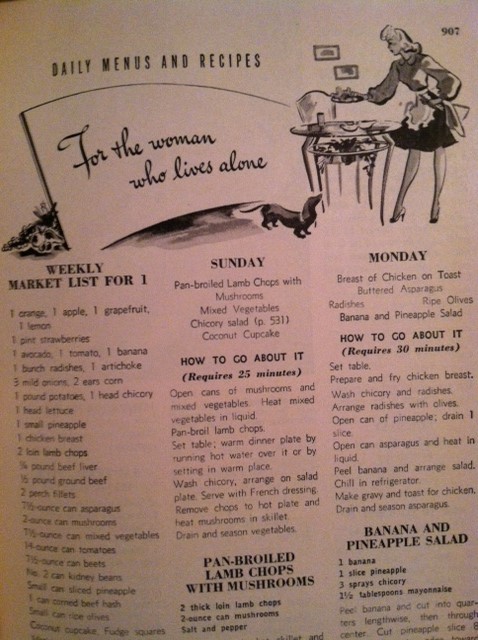 907
DAILY MENUS AND RECIPES
For the woman
who lives alone
WEEKLY
MARKET LIST FOR 1
1 orange, 1 apple, 1 grapefruit,
1 lemon
1 pint strawberries
1 avocado, 1 tomato, 1 banana
1 bunch radishes, 1 artichoke
3 mild onions, 2 ears corn
1 pound potatoes, 1 head chicory
1 head lettuce
1 small pineapple
1 chicken breast
2 loin lamb chops
pound beef liver
½ pound ground beef
2 perch fillets
7½-ounce can asparagus
2-ounce can mushrooms
7½-ounce can mixed vegetables
14-ounce can tomatoes
7½-ounce can beets
No. 2 can kidney beans
Small can sliced pineapple
1 can corned beef hash
Small can ripe olives
Coconut cupcake, Fudge squares
SUNDAY
Pan-broiled Lamb Chops with
Mushrooms
Mixed Vegetables
Chicory salad (p. 531)
Coconut Cupcake
HOW TO GO ABOUT IT
(Requires 25 minutes)
Open cans of mushrooms and
mixed vegetables. Heat mixed
vegetables in liquid.
Pan-broil lamb chops.
Set table; warm dinner plate by
running hot water over it or by
setting in warm place.
Wash chicory, arrange on salad
plate. Serve with French dressing.
Remove chops to hot plate and
heat mushrooms in skillet.
Drain and season vegetables.
PAN-BROILED
LAMB CHOPS
WITH MUSHROOMS
2 thick loin lamb chops
2-ounce can mushrooms
Salt and pepper
skillet and
MONDAY
Breast of Chicken on Toast
Buttered Asparagus
Radishes Ripe Olives
Banana and Pineapple Salad
HOW TO GO ABOUT IT
(Requires 30 minutes)
Set table.
Prepare and fry chicken breast.
Wash chicory and radishes.
Arrange radishes with olives.
Open can of pineapple; drain 1
slice.
Open can asparagus and heat in
liquid.
Peel banana and arrange salad.
Chill in refrigerator.
Make gravy and toast for chicken.
Drain and season asparagus.
BANANA AND
PINEAPPLE SALAD
1 banana
1 slice pineapple
3 sprays chicory
1½ tablespoons mayonnaise
Peel banana and cut into quar-
ters lengthwise, then through
center. Cut pineapple slice